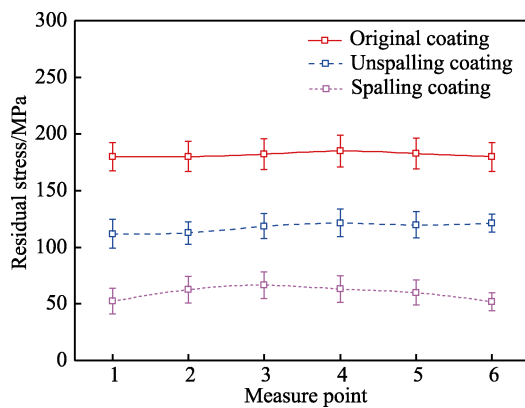 300
250
200
150
100
50
0
Residual stress/MPa
Original coating
Unspalling coating
Spalling coating
1 2 3 4 5 6
Measure point